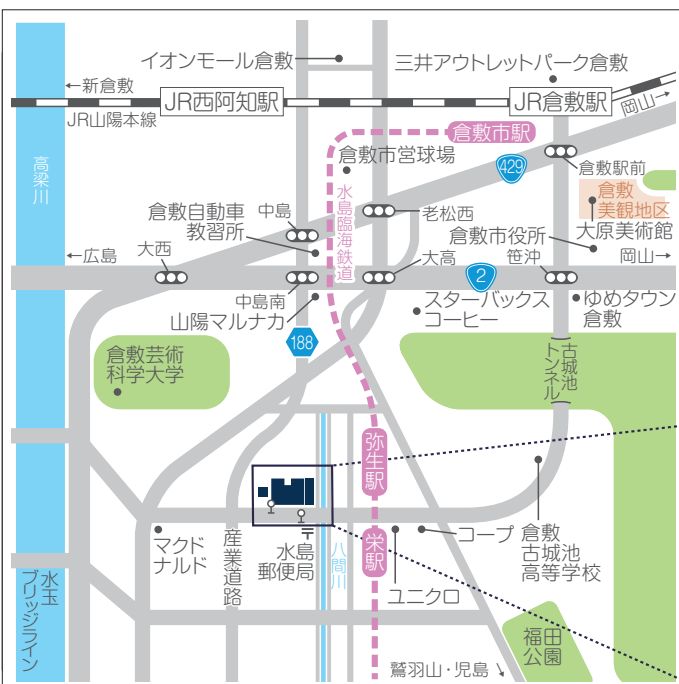 イオンモール倉敷
三井アウトレットパーク倉敷
←新倉敷
JR西阿知駅
JR倉敷駅
岡山→
JR山陽本線
倉敷市駅
倉敷市営球場
429
倉敷駅前
高梁川
水島臨海鉄道
倉敷
美観地区
倉敷自動車
教習所
中島
老松西
大原美術館
倉敷市役所
←広島
大西
大高
笹沖
岡山→
2
中島南
山陽マルナカ
スターバックス
コーヒー
ゆめタウン
倉敷
188
倉敷芸術
科学大学
古城池
トンネル
弥生駅
マクド
ナルド
産業道路
〒
水島
郵便局
八間川
栄駅
コープ
倉敷
古城池
高等学校
ユニクロ
水玉
ブリッジライン
福田
公園
鷲羽山・児島↘